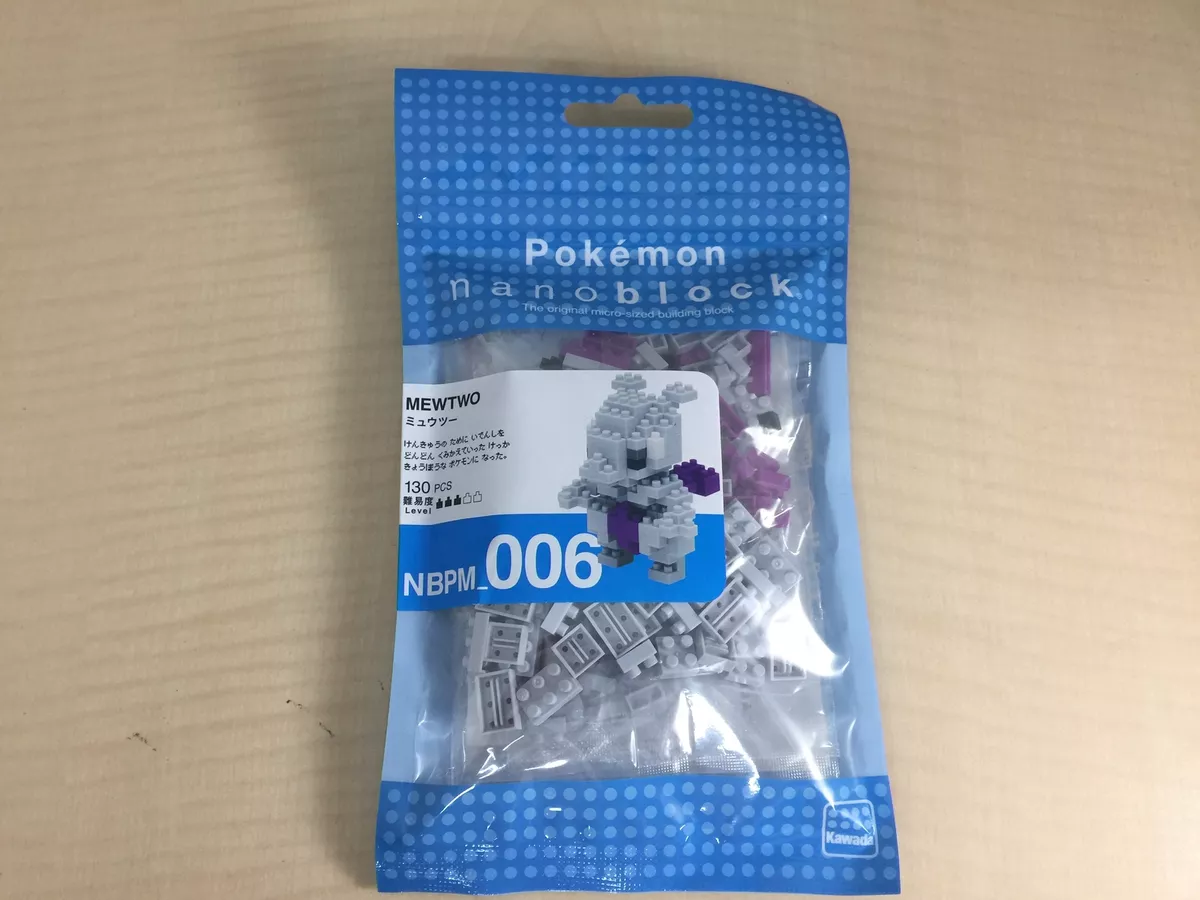 Pokémon
nanoblock
The original micro-sized building block
MEWTWO
ミュウツー
けんきゅうの ために いでんしを
どんどん くみかえていった けっか
きょうぼうな ポケモンに なった。
130 PCS
難易度
Level
NBPM_006
Kawada